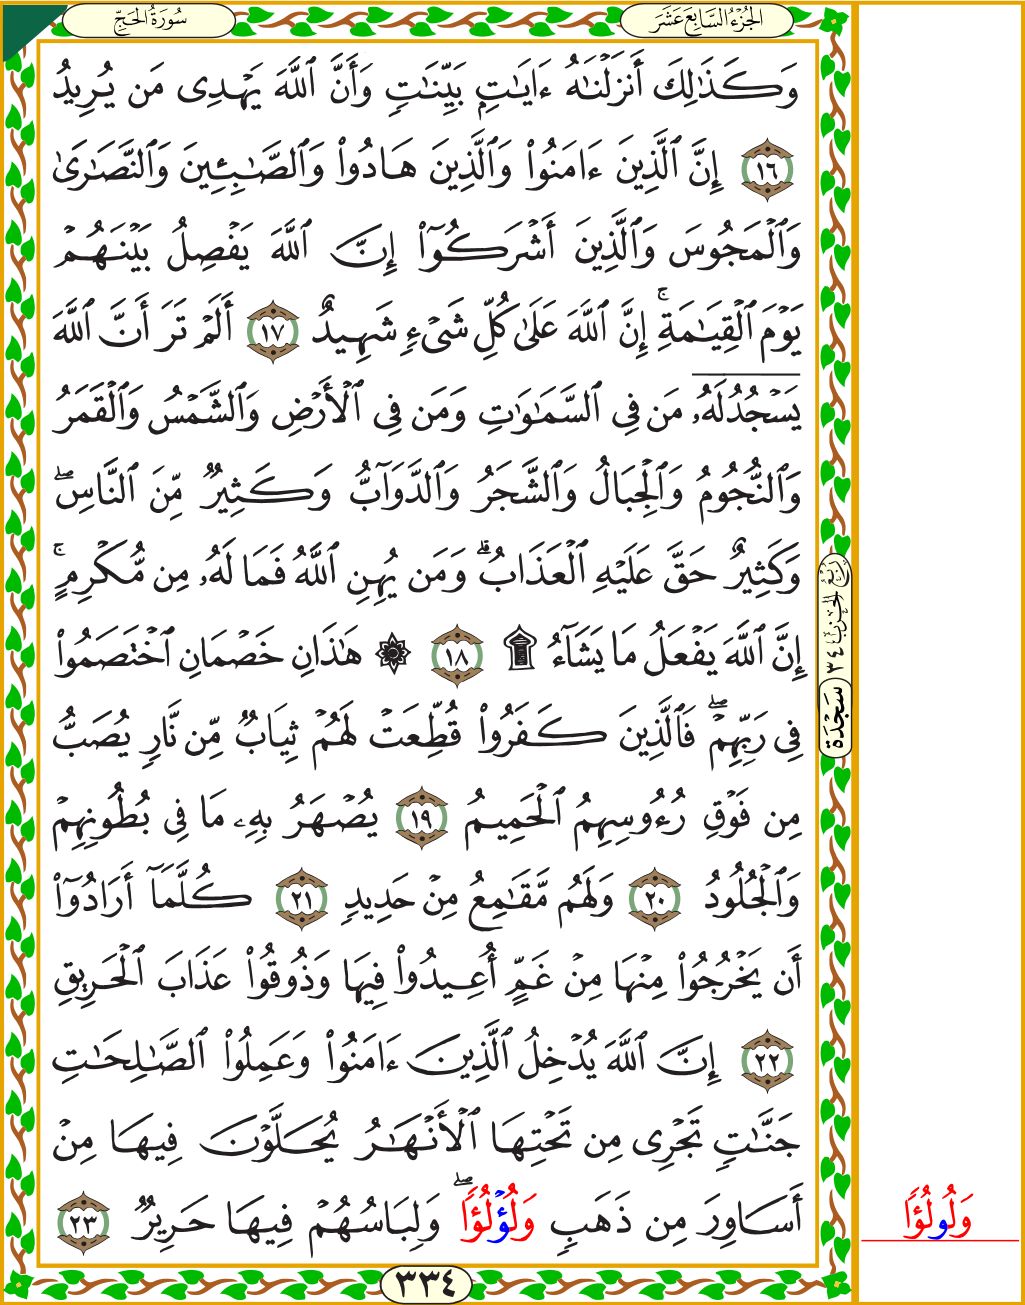 الجُزْءُ السَّابِعَ عَشَرَ
سُورَةُ الحَجِّ
وَكَذَٰلِكَ أَنزَلْنَٰهُ ءَايَٰتِۭ بَيِّنَٰتٖ وَأَنَّ ٱللَّهَ يَهْدِى مَن يُرِيدُ
١٦ إِنَّ ٱلَّذِينَ ءَامَنُوا۟ وَٱلَّذِينَ هَادُوا۟ وَٱلصَّٰبِـِٔينَ وَٱلنَّصَٰرَىٰ
وَٱلْمَجُوسَ وَٱلَّذِينَ أَشْرَكُوٓا۟ إِنَّ ٱللَّهَ يَفْصِلُ بَيْنَهُمْ
يَوْمَ ٱلْقِيَٰمَةِۚ إِنَّ ٱللَّهَ عَلَىٰ كُلِّ شَىْءٖ شَهِيدٌ ١٧ أَلَمْ تَرَ أَنَّ ٱللَّهَ
يَسْجُدُ لَهُۥ مَن فِى ٱلسَّمَٰوَٰتِ وَمَن فِى ٱلْأَرْضِ وَٱلشَّمْسُ وَٱلْقَمَرُ
وَٱلنُّجُومُ وَٱلْجِبَالُ وَٱلشَّجَرُ وَٱلدَّوَآبُّ وَكَثِيرٌ مِّنَ ٱلنَّاسِۖ
وَكَثِيرٌ حَقَّ عَلَيْهِ ٱلْعَذَابُۗ وَمَن يُهِنِ ٱللَّهُ فَمَا لَهُۥ مِن مُّكْرِمٍۚ
إِنَّ ٱللَّهَ يَفْعَلُ مَا يَشَآءُ ۩ ١٨ ۞ هَٰذَانِ خَصْمَانِ ٱخْتَصَمُوا۟
فِى رَبِّهِمْۖ فَٱلَّذِينَ كَفَرُوا۟ قُطِّعَتْ لَهُمْ ثِيَابٌ مِّن نَّارٖ يُصَبُّ
مِن فَوْقِ رُءُوسِهِمُ ٱلْحَمِيمُ ١٩ يُصْهَرُ بِهِۦ مَا فِى بُطُونِهِمْ
وَٱلْجُلُودُ ٢٠ وَلَهُم مَّقَٰمِعُ مِنْ حَدِيدٖ ٢١ كُلَّمَآ أَرَادُوٓا۟
أَن يَخْرُجُوا۟ مِنْهَا مِنْ غَمٍّ أُعِيدُوا۟ فِيهَا وَذُوقُوا۟ عَذَابَ ٱلْحَرِيقِ
٢٢ إِنَّ ٱللَّهَ يُدْخِلُ ٱلَّذِينَ ءَامَنُوا۟ وَعَمِلُوا۟ ٱلصَّٰلِحَٰتِ
جَنَّٰتٖ تَجْرِى مِن تَحْتِهَا ٱلْأَنْهَٰرُ يُحَلَّوْنَ فِيهَا مِنْ
أَسَاوِرَ مِن ذَهَبٖ وَلُؤْلُؤًاۖ وَلِبَاسُهُمْ فِيهَا حَرِيرٌ ٢٣
وَلُولُؤًا
رُبْعُ الحِزْبِ ٣٤
سَجْدَة
٣٣٤